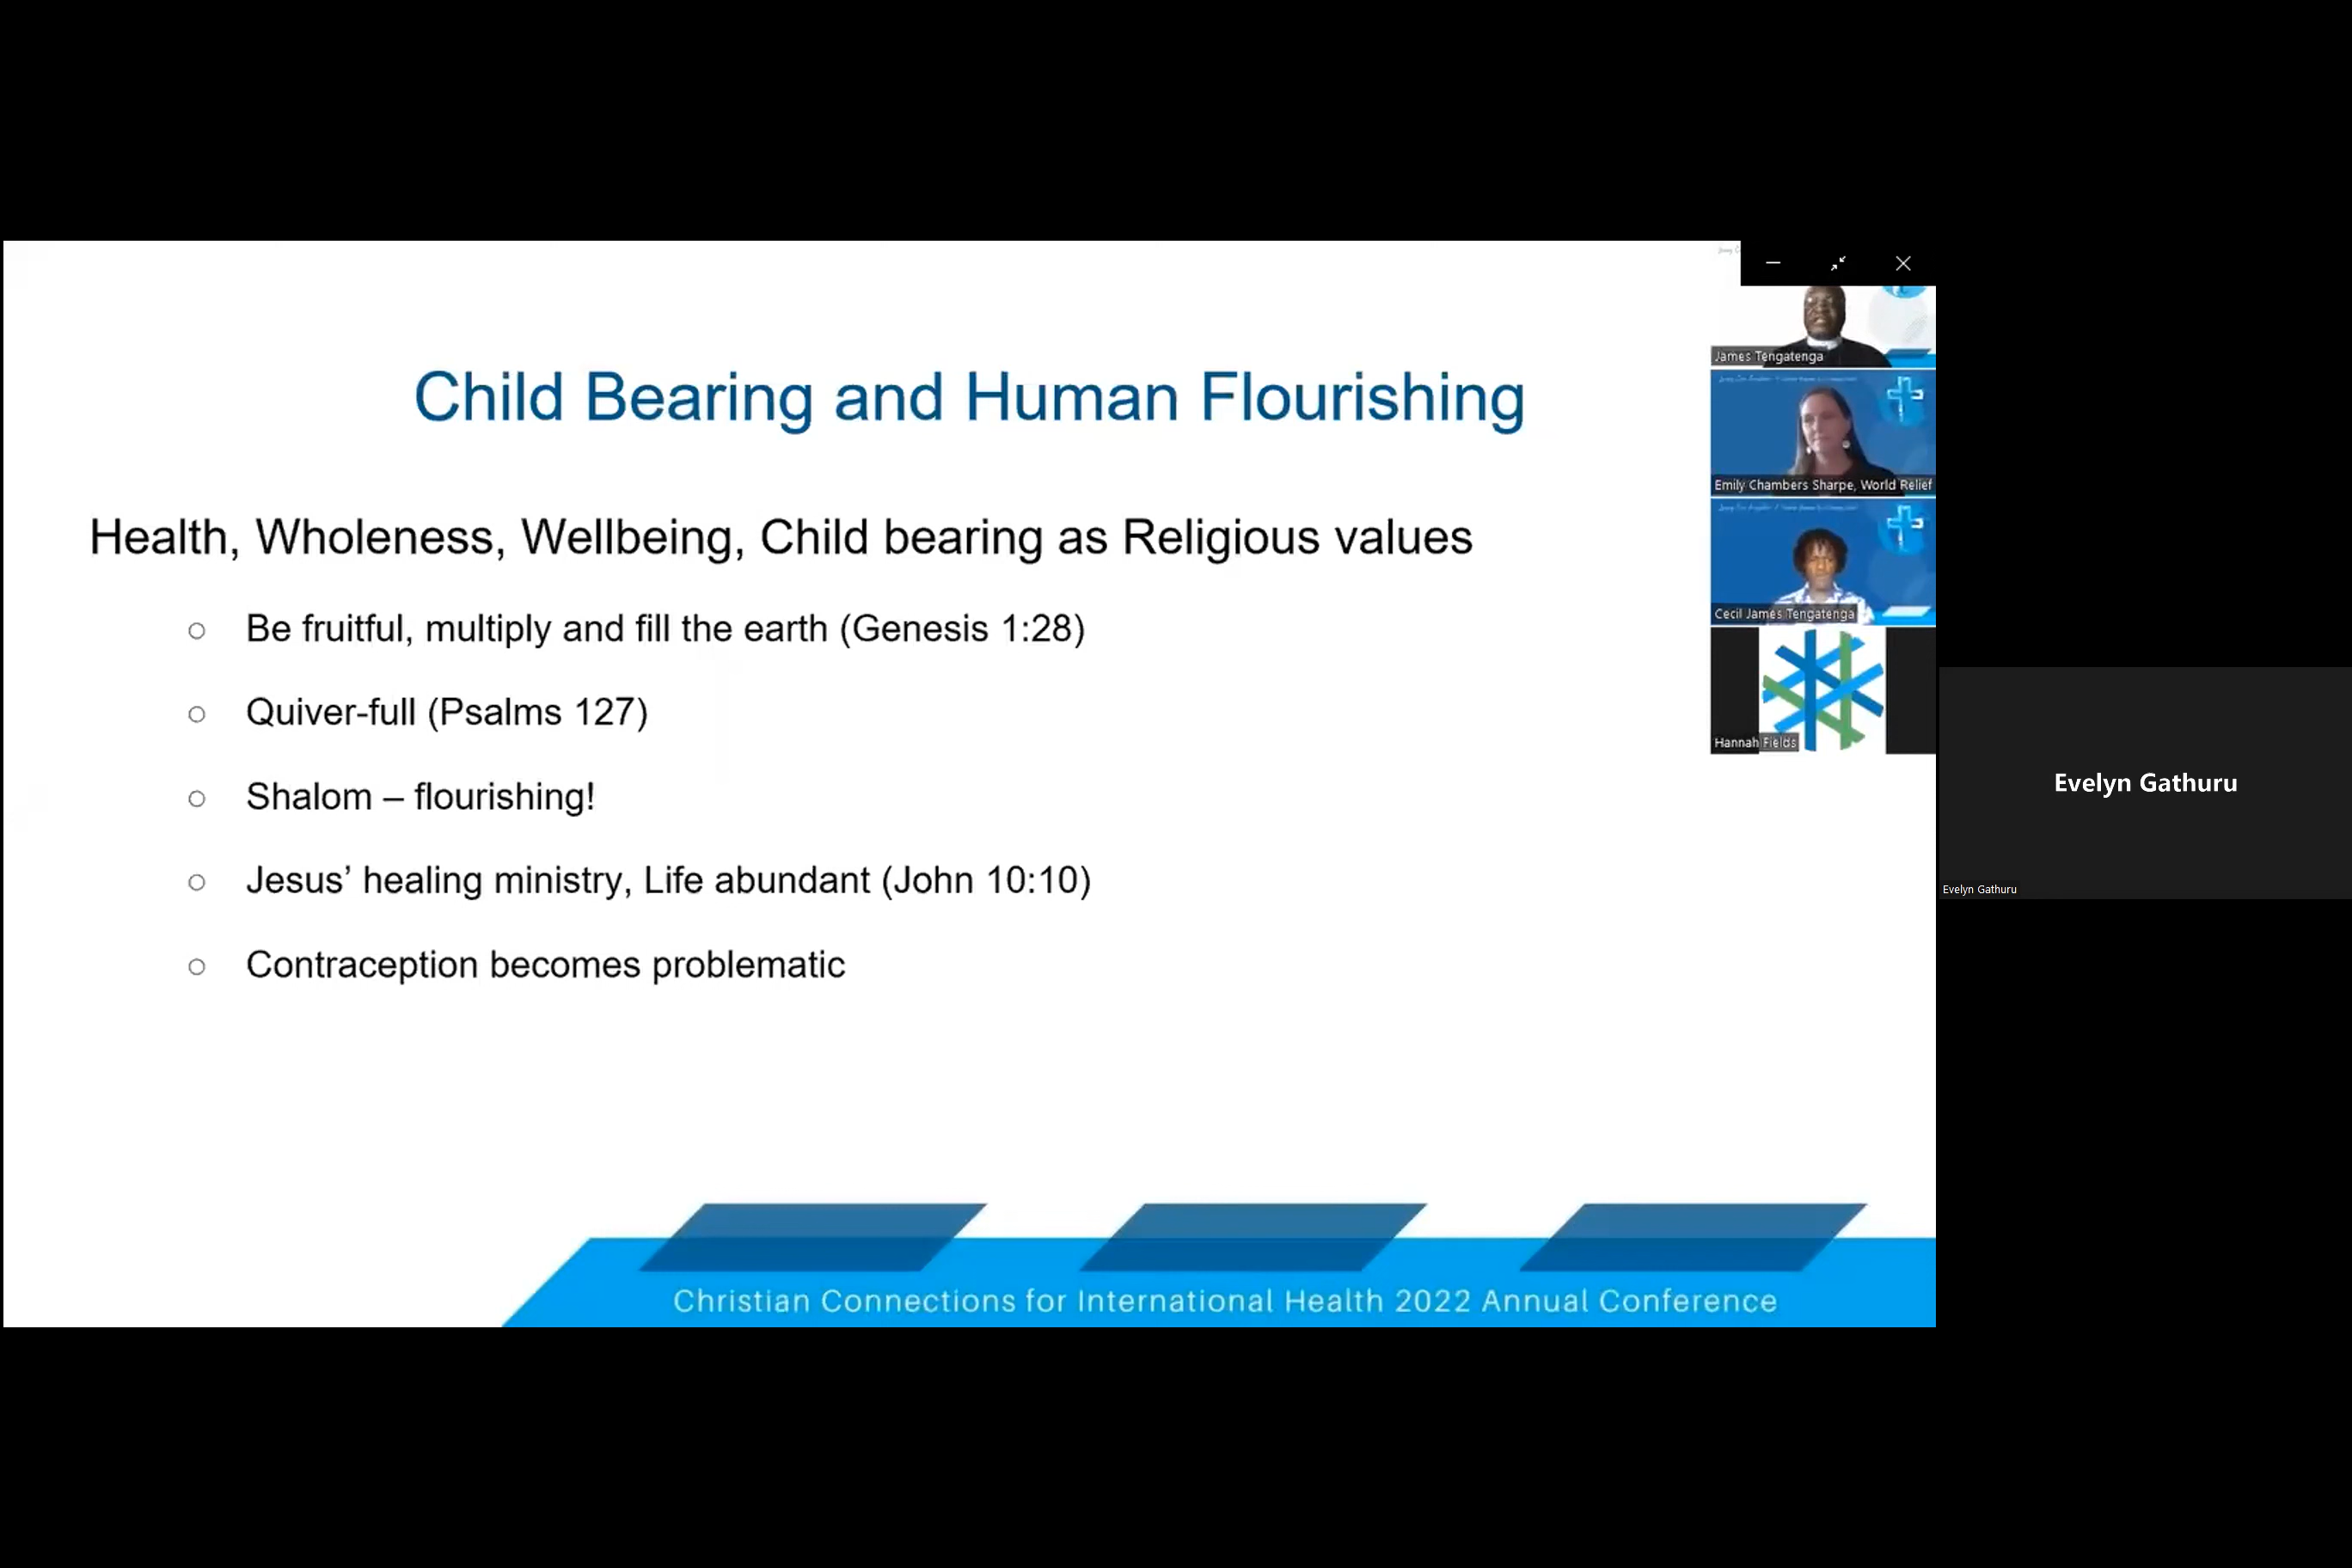 Child Bearing and Human Flourishing
Health, Wholeness, Wellbeing, Child bearing as Religious values
Be fruitful, multiply and fill the earth (Genesis 1:28)
Quiver-full (Psalms 127)
Shalom – flourishing!
Jesus’ healing ministry, Life abundant (John 10:10)
Contraception becomes problematic
Christian Connections for International Health 2022 Annual Conference
James Tengatenga
Emily Chambers Sharpe, World Relief
Cecil James Tengatenga
Hannah Fields
Evelyn Gathuru
Evelyn Gathuru